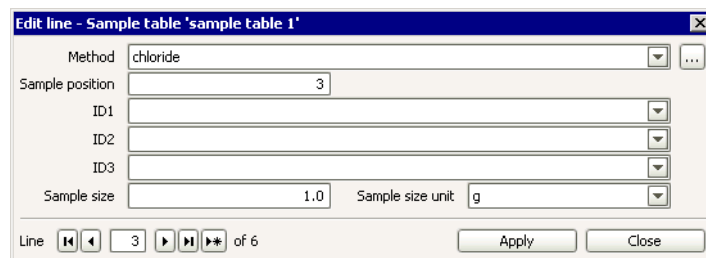 Edit line - Sample table 'sample table 1'
Method chloride ...
Sample position 3
ID1
ID2
ID3
Sample size 1.0 Sample size unit g
Line 3 of 6 Apply Close